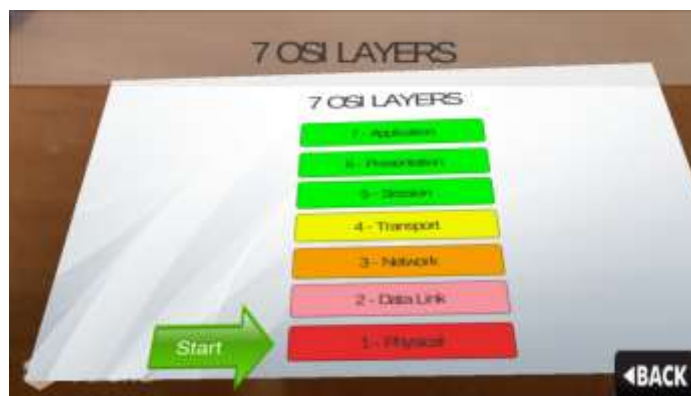 7 OSI LAYERS
7 OSI LAYERS
7 - Application
6 - Presentation
5 - Session
4 - Transport
3 - Network
2 - Data Link
1 - Physical
Start
BACK